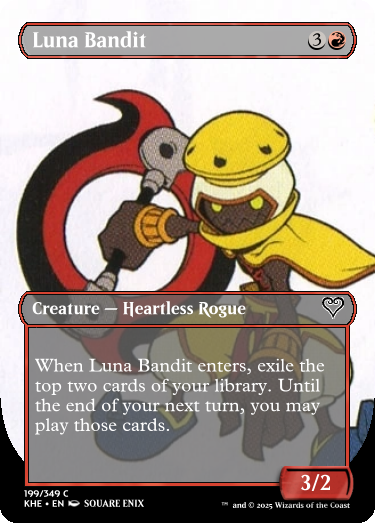 Luna Bandit 3
Creature — Heartless Rogue
When Luna Bandit enters, exile the
top two cards of your library. Until
the end of your next turn, you may
play those cards.
3/2
199/349 C
KHE • EN SQUARE ENIX
™ and © 2025 Wizards of the Coast